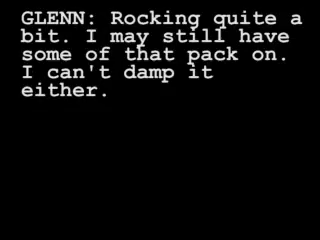 GLENN: Rocking quite a
bit. I may still have
some of that pack on.
I can't damp it
either.